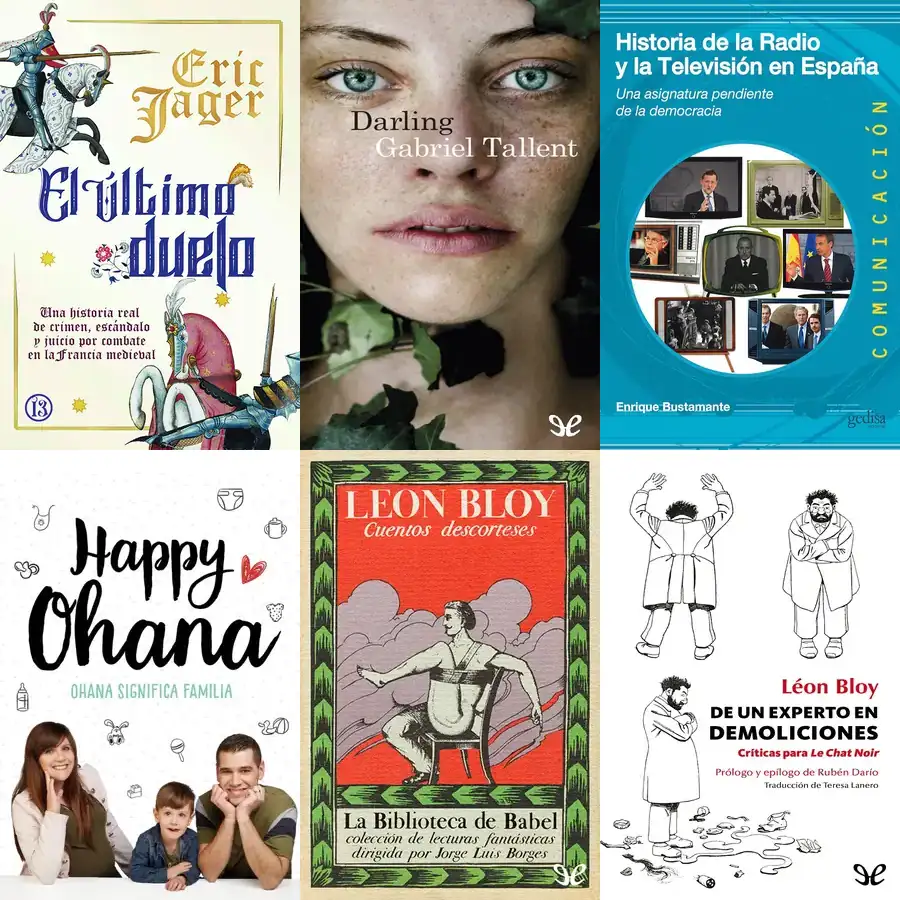 Eric
Jager
El Último
duelo
Una historia real
de crimen, escándalo
y juicio por combate
en la Francia medieval
13
Darling
Gabriel Tallent
Historia de la Radio
y la Televisión en España
Una asignatura pendiente
de la democracia
COMUNICACIÓN
Enrique Bustamante
gedisa
Happy
Ohana
OHANA SIGNIFICA FAMILIA
LEON BLOY
Cuentos descorteses
La Biblioteca de Babel
colección de lecturas fantásticas
dirigida por Jorge Luis Borges
Léon Bloy
DE UN EXPERTO EN
DEMOLICIONES
Críticas para Le Chat Noir
Prólogo y epílogo de Rubén Darío
Traducción de Teresa Lanero